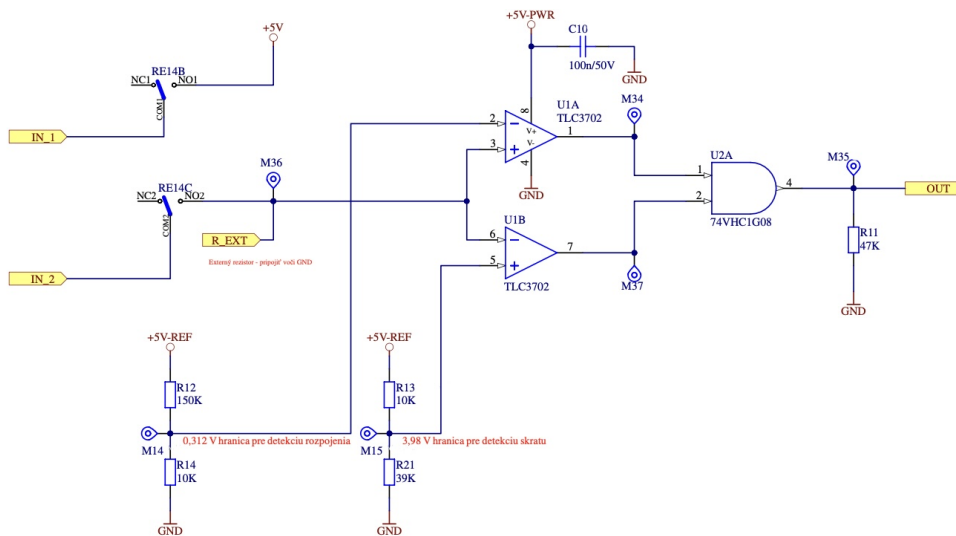 +5V-PWR
+5V
C10
100n/50V
GND
RE14B
NC1
NO1
COM1
IN_1
U1A
TLC3702
M34
2
3
8
V+
V-
4
1
GND
U2A
1
2
4
74VHC1G08
M35
OUT
M36
RE14C
NC2
NO2
COM2
R_EXT
Externý rezistor - pripojiť voči GND
IN_2
U1B
6
5
7
TLC3702
M37
R11
47K
GND
+5V-REF
+5V-REF
R12
150K
R13
10K
M14
0,312 V hranica pre detekciu rozpojenia
M15
3,98 V hranica pre detekciu skratu
R14
10K
R21
39K
GND
GND